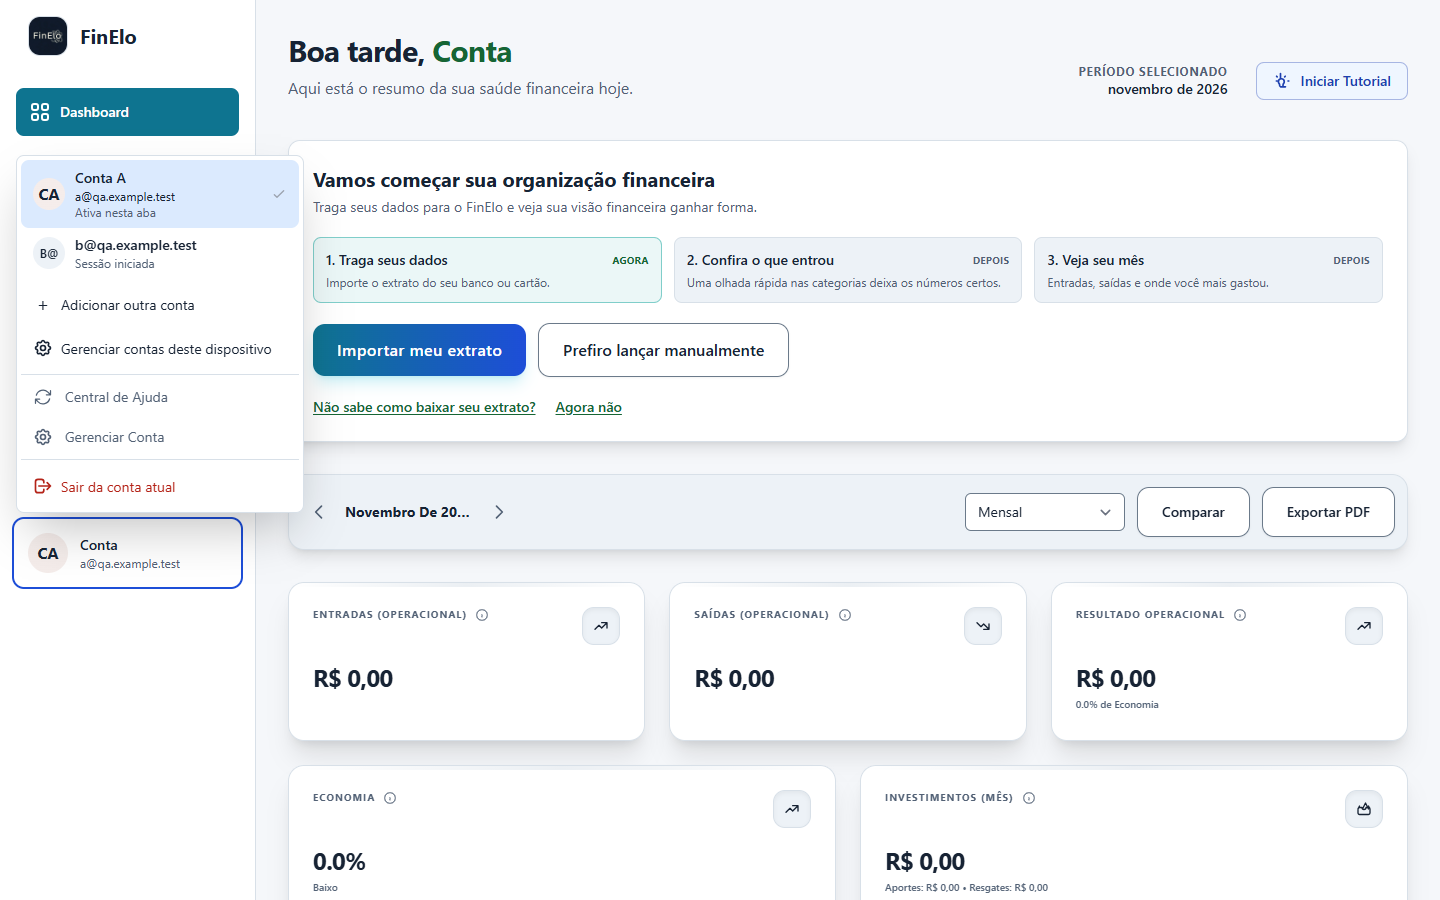 FinElo
FinElo
Dashboard
Conta A
CA
a@qa.example.test
Ativa nesta aba
B@
b@qa.example.test
Sessão iniciada
Adicionar outra conta
Gerenciar contas deste dispositivo
Central de Ajuda
Gerenciar Conta
Sair da conta atual
CA
Conta
a@qa.example.test
Boa tarde, Conta
Aqui está o resumo da sua saúde financeira hoje.
PERÍODO SELECIONADO
novembro de 2026
Iniciar Tutorial
Vamos começar sua organização financeira
Traga seus dados para o FinElo e veja sua visão financeira ganhar forma.
1. Traga seus dados AGORA
Importe o extrato do seu banco ou cartão.
2. Confira o que entrou DEPOIS
Uma olhada rápida nas categorias deixa os números certos.
3. Veja seu mês DEPOIS
Entradas, saídas e onde você mais gastou.
Importar meu extrato
Prefiro lançar manualmente
Não sabe como baixar seu extrato? Agora não
Novembro De 20...
Mensal
Comparar
Exportar PDF
ENTRADAS (OPERACIONAL)
R$ 0,00
SAÍDAS (OPERACIONAL)
R$ 0,00
RESULTADO OPERACIONAL
R$ 0,00
0.0% de Economia
ECONOMIA
0.0%
Baixo
INVESTIMENTOS (MÊS)
R$ 0,00
Aportes: R$ 0,00 • Resgates: R$ 0,00